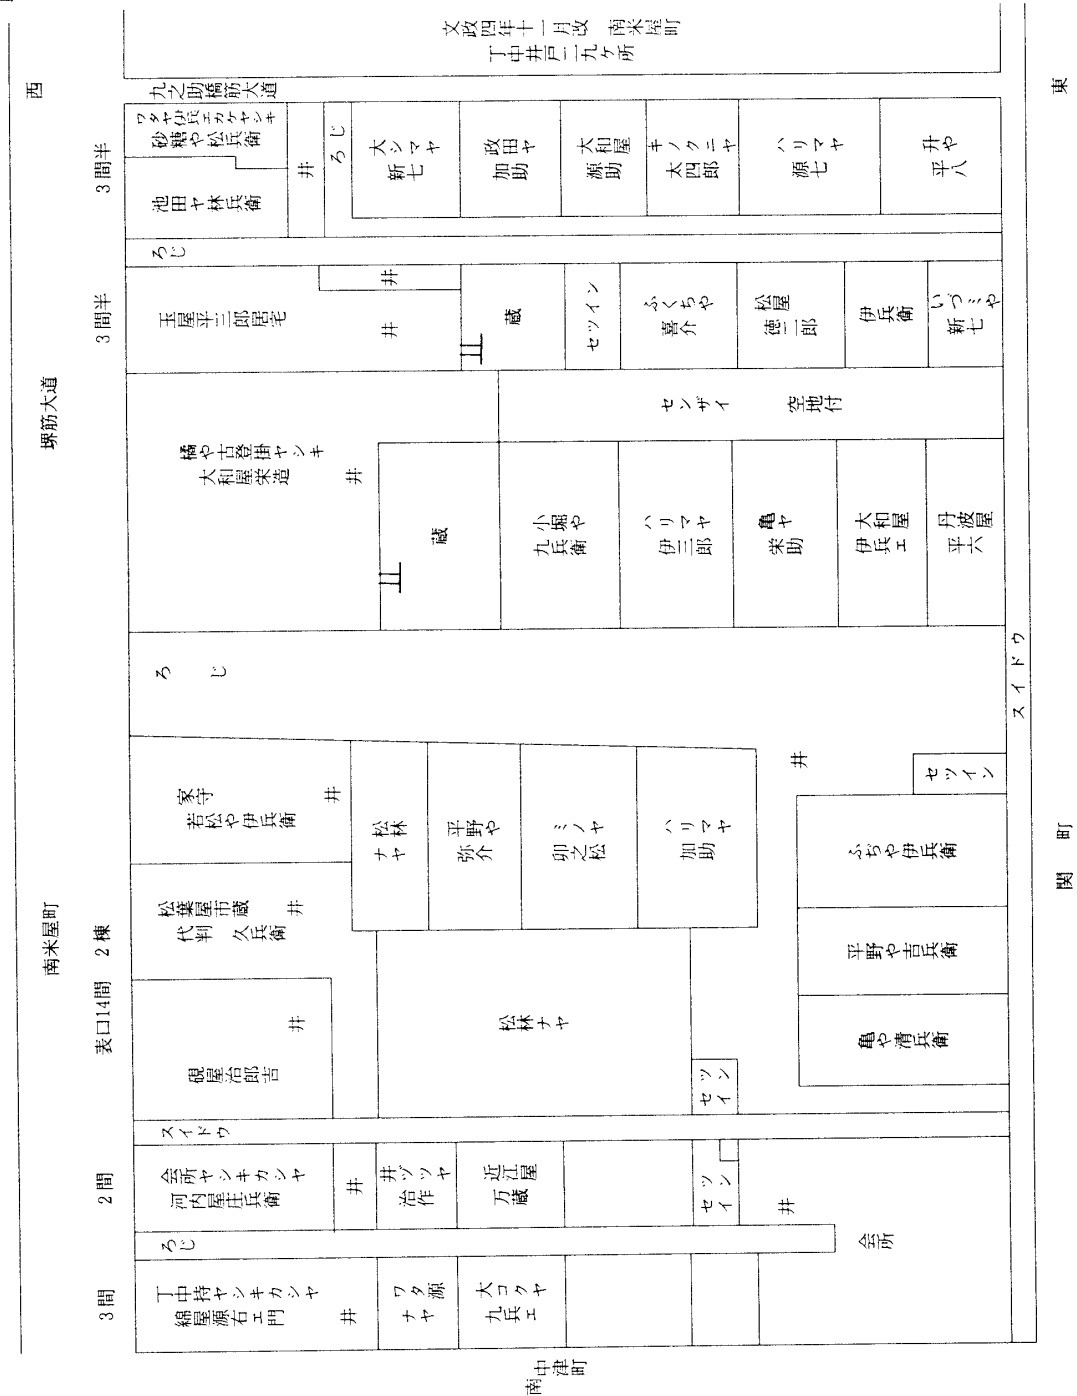 文政四年十一月改　南米屋町
丁中井戸二九ケ所
西
東
九之助橋筋大道
3間半
ワタヤ伊兵エカケヤシキ
砂糖や松兵衛
池田ヤ林兵衛
井
ろじ
大シマヤ
新七
政田ヤ
加助
大和屋
源助
キノクニヤ
太四郎
ハリマヤ
源七
升や
平八
ろじ
3間半
玉屋平三郎居宅
井
井
蔵
セツイン
ふくちや
喜介
松屋
徳二郎
伊兵衛
いづミや
新七
堺筋大道
橘や古登掛ヤシキ
大和屋栄造
井
センザイ　空地付
蔵
小堀や
九兵衛
ハリマヤ
伊三郎
亀ヤ
栄助
大和屋
伊兵エ
丹波屋
平六
ろじ
スイドウ
家守
若松や伊兵衛
井
松林
ナヤ
平野や
弥介
ミノヤ
卯之松
ハリマヤ
加助
井
セツイン
ふぢや伊兵衛
関町
南米屋町
表口14間　2棟
松葉屋市蔵
代判　久兵衛
井
平野や吉兵衛
硯屋治郎吉
井
松林ナヤ
セツイン
亀や清兵衛
スイドウ
2間
会所ヤシキカシヤ
河内屋庄兵衛
井
井ヅツヤ
治作
近江屋
万蔵
セツイン
井
ろじ
会所
3間
丁中持ヤシキカシヤ
綿屋源右エ門
井
ワタ源
ナヤ
大コクヤ
九兵エ
南中津町